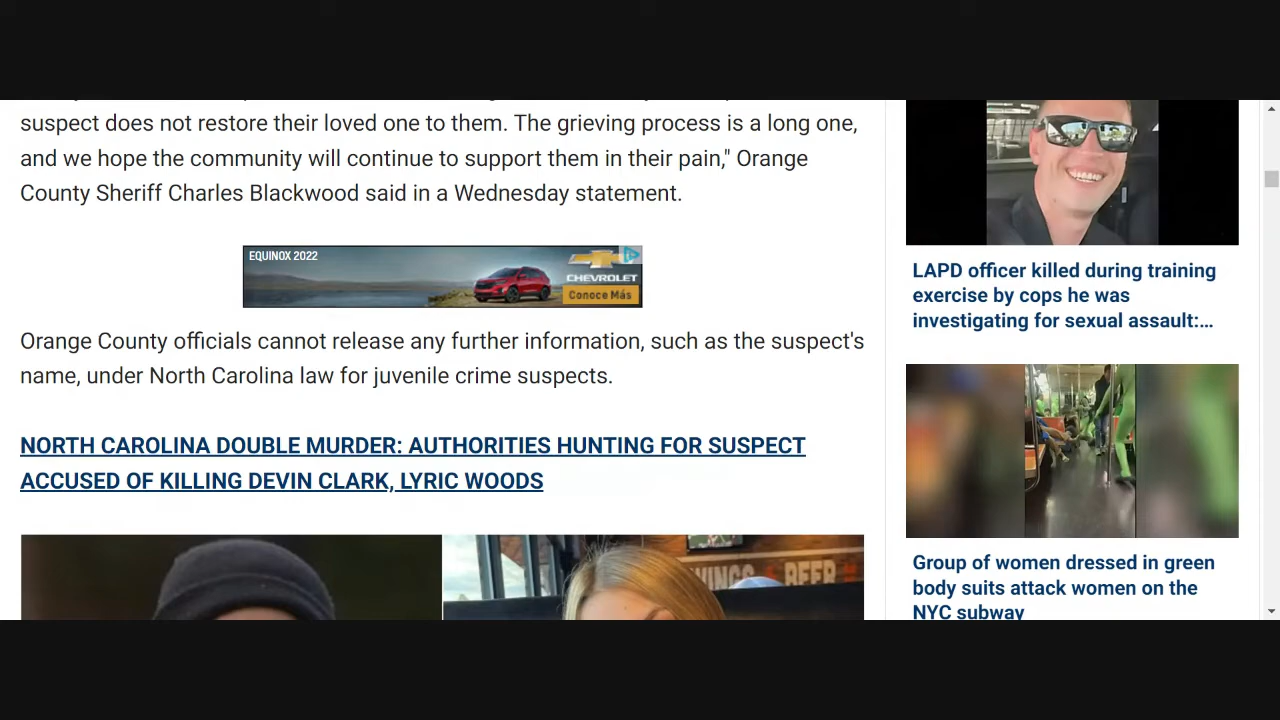 suspect does not restore their loved one to them. The grieving process is a long one,
and we hope the community will continue to support them in their pain," Orange
County Sheriff Charles Blackwood said in a Wednesday statement.
EQUINOX 2022
CHEVROLET
Conoce Más
Orange County officials cannot release any further information, such as the suspect's
name, under North Carolina law for juvenile crime suspects.
NORTH CAROLINA DOUBLE MURDER: AUTHORITIES HUNTING FOR SUSPECT
ACCUSED OF KILLING DEVIN CLARK, LYRIC WOODS
WINGS BEER
LAPD officer killed during training
exercise by cops he was
investigating for sexual assault:...
Group of women dressed in green
body suits attack women on the
NYC subway